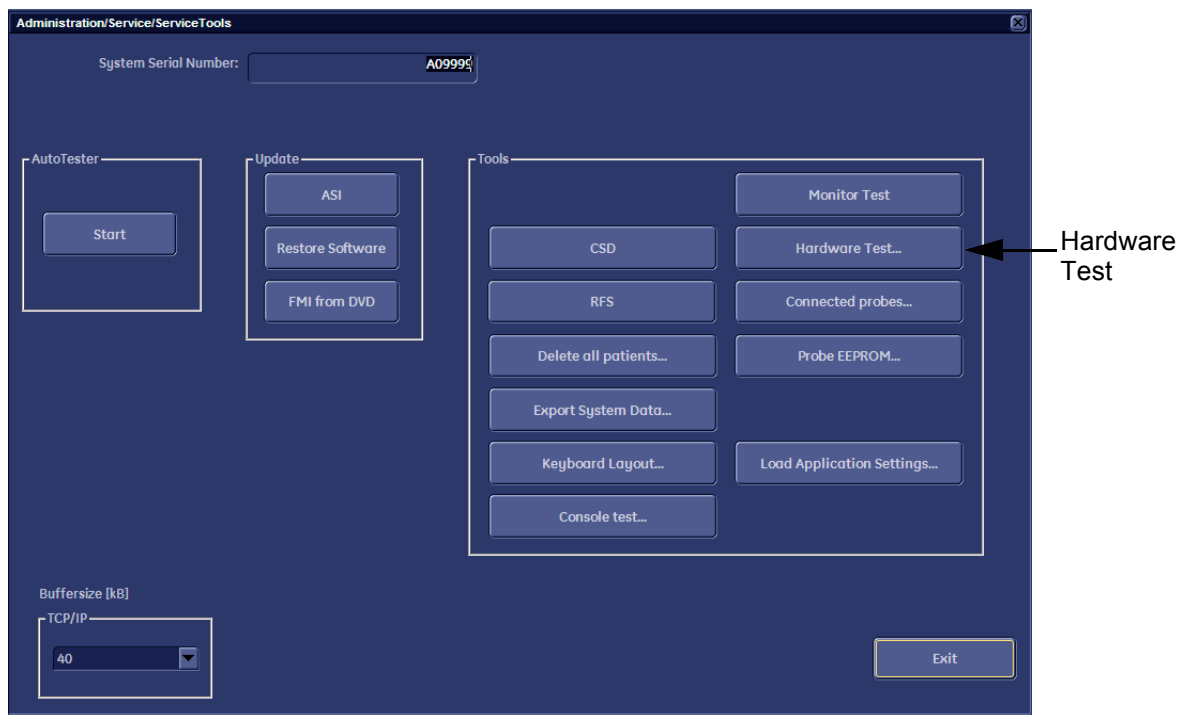 Administration/Service/ServiceTools
System Serial Number: A09999
AutoTester
Start
Update
ASI
Restore Software
FMI from DVD
Tools
Monitor Test
CSD
Hardware Test...
RFS
Connected probes...
Delete all patients...
Probe EEPROM...
Export System Data...
Keyboard Layout...
Load Application Settings...
Console test...
Hardware
Test
Buffersize [kB]
TCP/IP
40
Exit